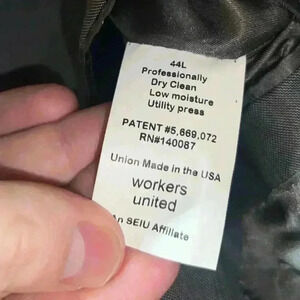 44L
Professionally
Dry Clean
Low moisture
Utility press
PATENT #5,669,072
RN#140087
Union Made in the USA
workers
united
An SEIU Affiliate